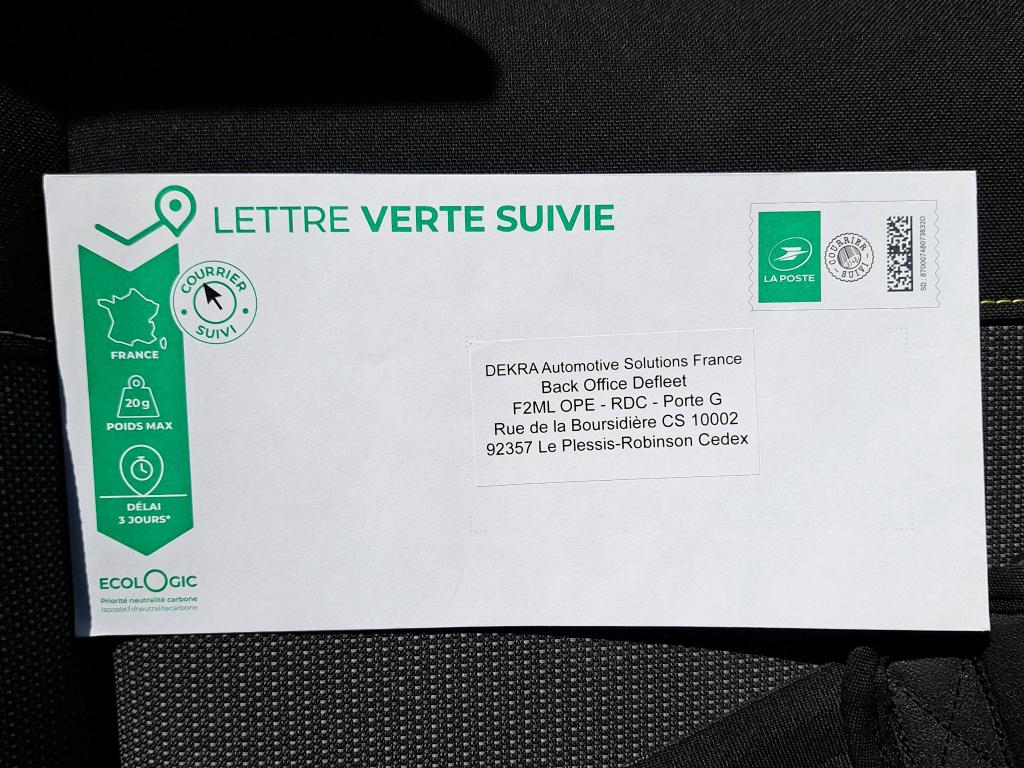 LETTRE VERTE SUIVIE
COURRIER
SUIVI
FRANCE
20g
POIDS MAX
DÉLAI
3 JOURS*
ECOLOGIC
Priorité neutralité carbone
laposte.fr/neutralitecarbone
LA POSTE
COURRIER
SUIVI
SD : 87000748073832D
DEKRA Automotive Solutions France
Back Office Defleet
F2ML OPE - RDC - Porte G
Rue de la Boursidière CS 10002
92357 Le Plessis-Robinson Cedex